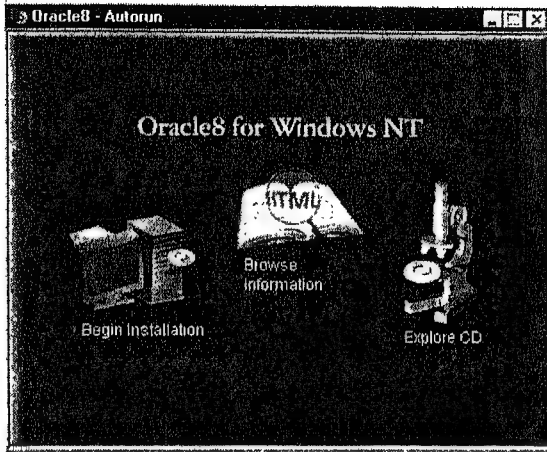 Oracle8 - Autorun
Oracle8 for Windows NT
HTML
Browse
Information
Begin Installation
Explore CD